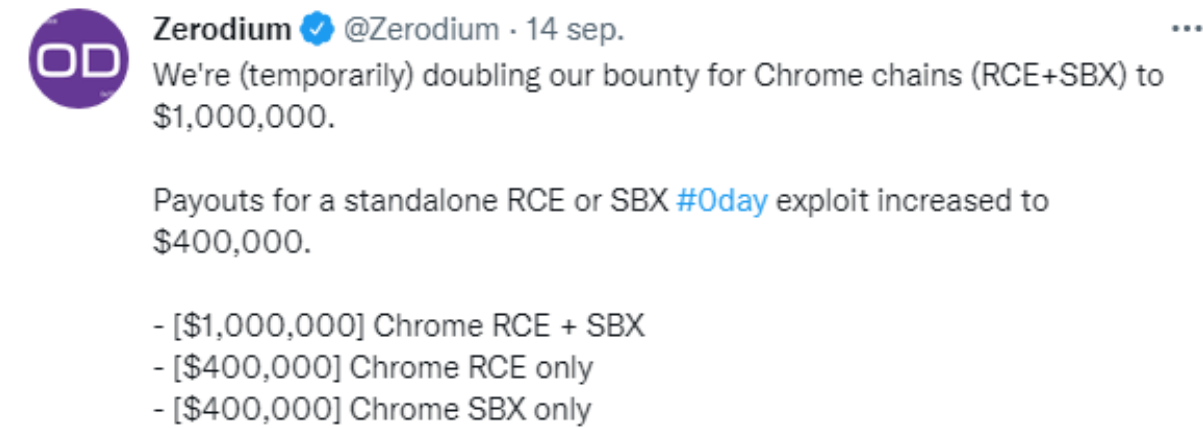 Zerodium @Zerodium · 14 sep.
We're (temporarily) doubling our bounty for Chrome chains (RCE+SBX) to
$1,000,000.
Payouts for a standalone RCE or SBX #0day exploit increased to
$400,000.
- [$1,000,000] Chrome RCE + SBX
- [$400,000] Chrome RCE only
- [$400,000] Chrome SBX only